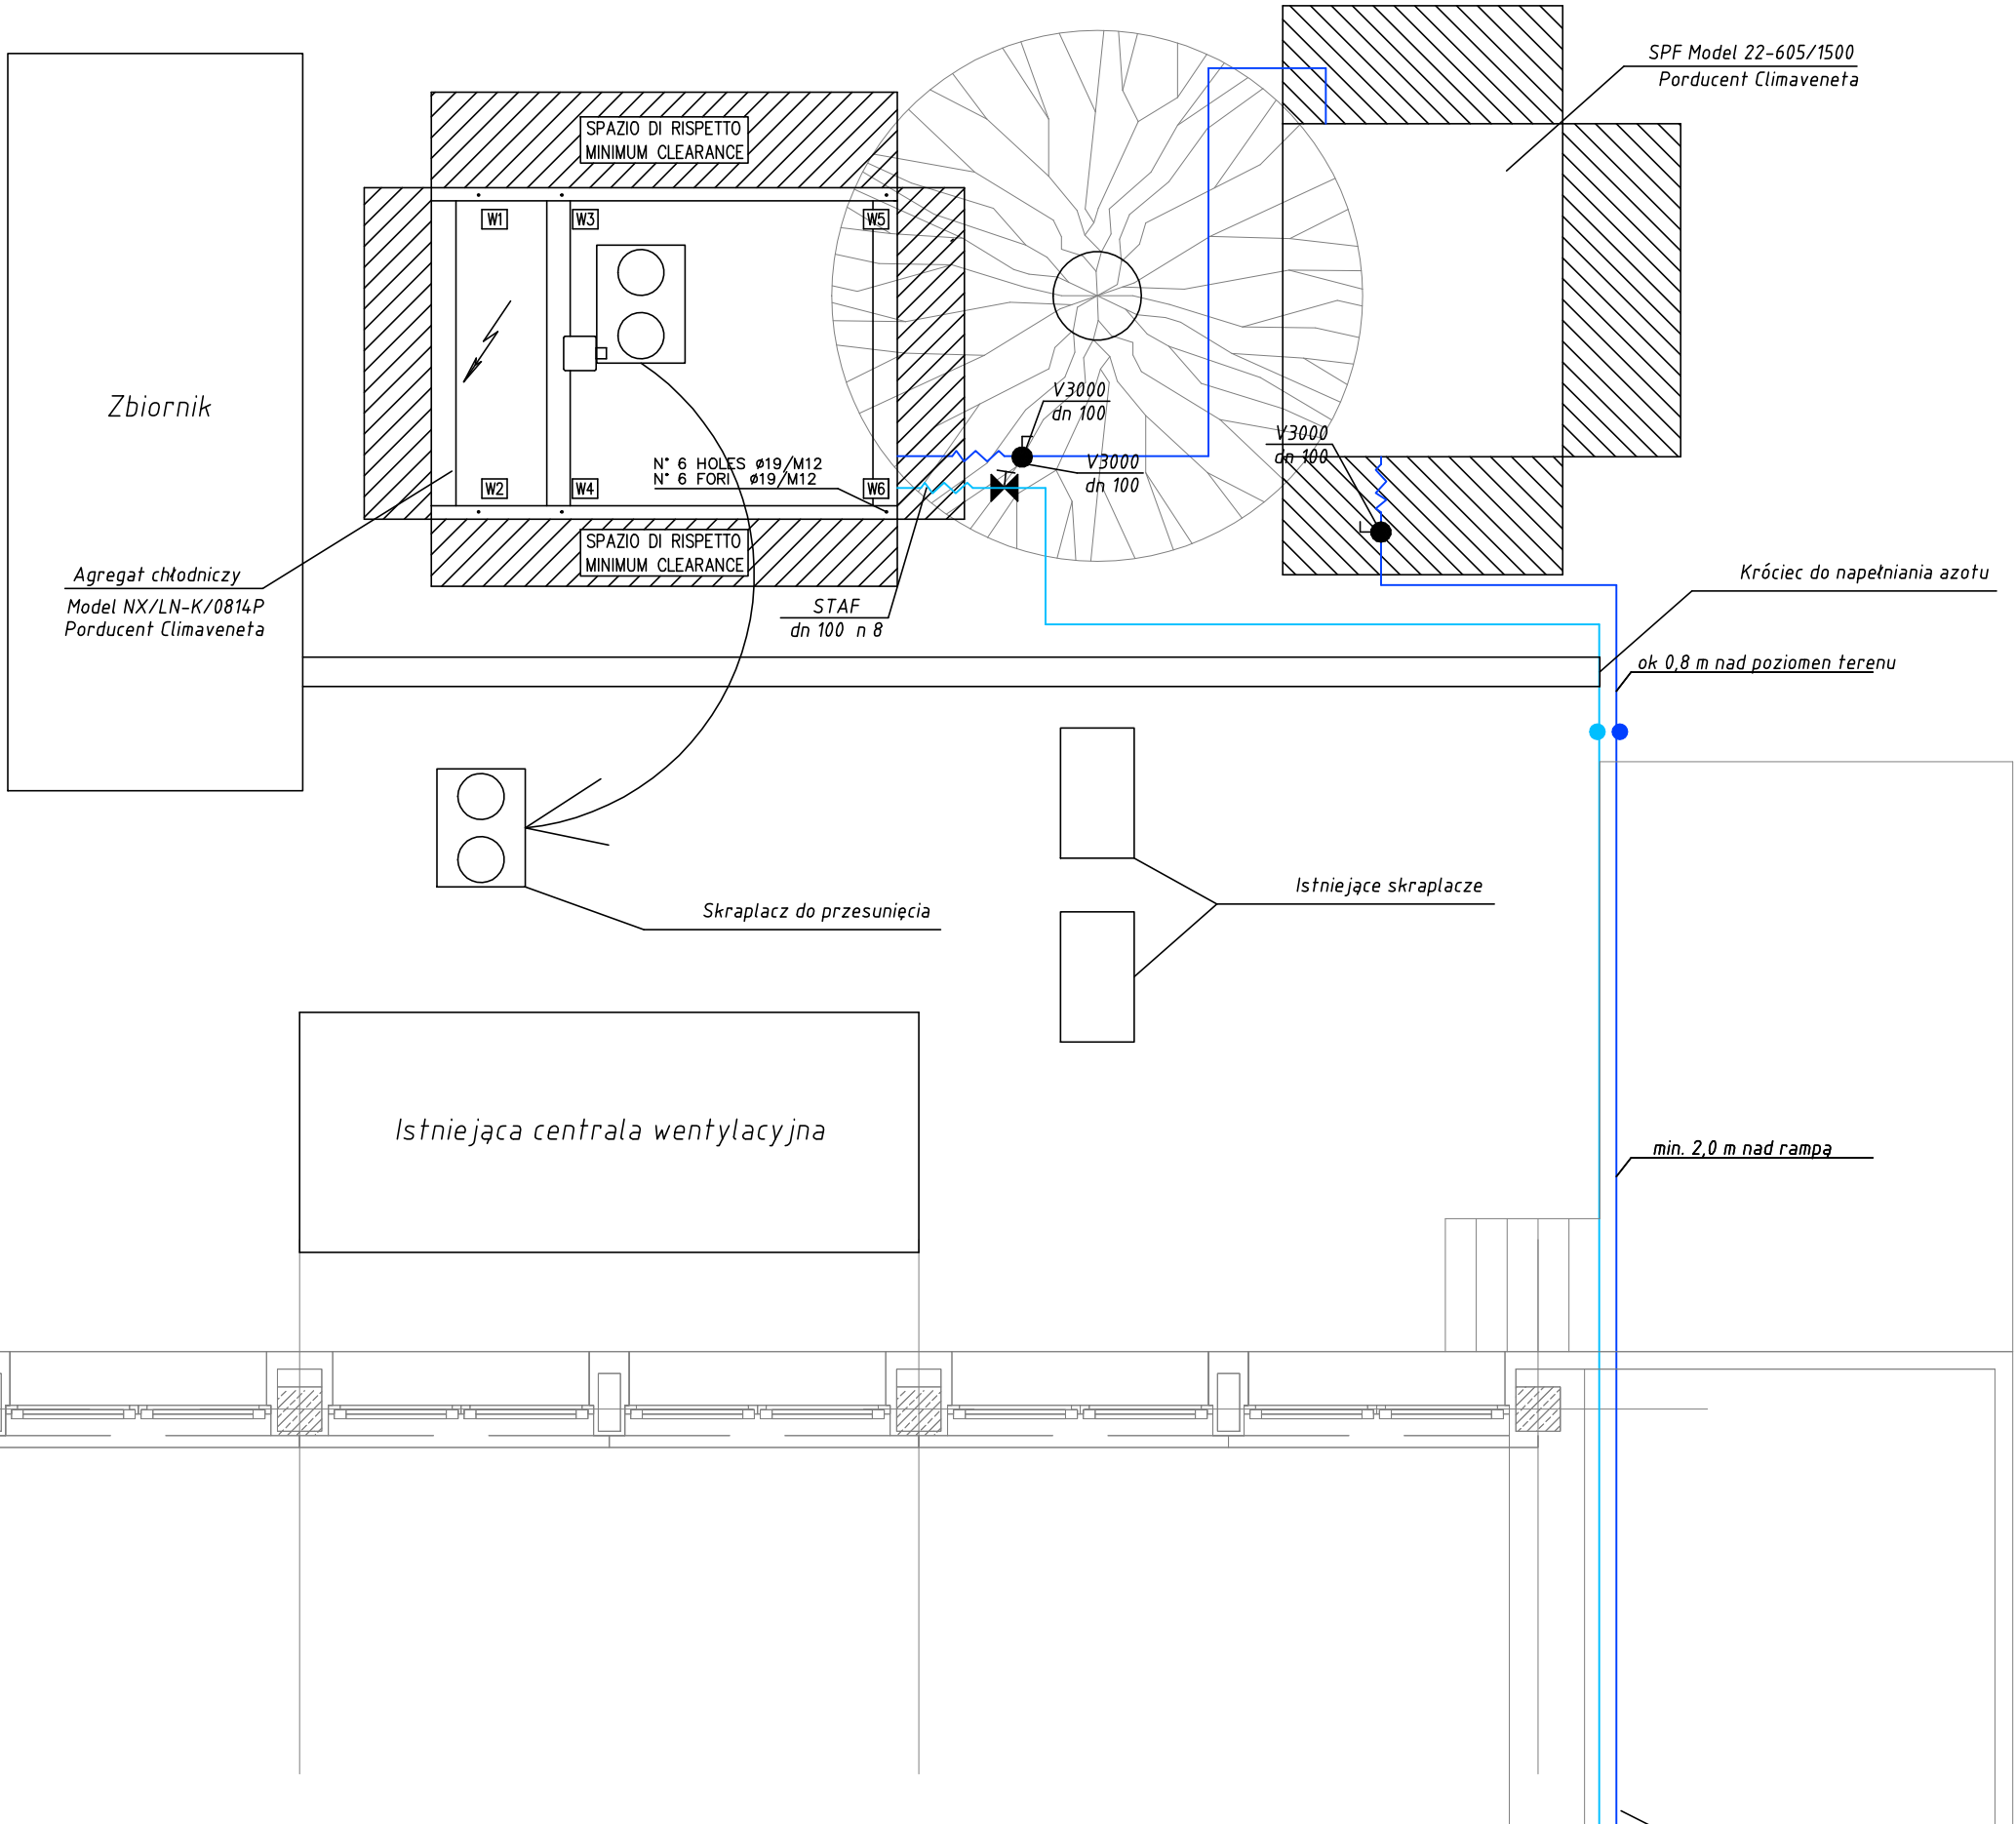 SPF Model 22-605/1500
Porducent Climaveneta
SPAZIO DI RISPETTO
MINIMUM CLEARANCE
W1
W3
W5
Zbiornik
V3000
dn 100
V3000
dn 100
V3000
dn 100
N° 6 HOLES ø19/M12
N° 6 FORI ø19/M12
W2
W4
W6
SPAZIO DI RISPETTO
MINIMUM CLEARANCE
Agregat chłodniczy
Model NX/LN-K/0814P
Porducent Climaveneta
STAF
dn 100 n 8
Króciec do napełniania azotu
ok 0,8 m nad poziomen terenu
Istniejące skraplacze
Skraplacz do przesunięcia
Istniejąca centrala wentylacyjna
min. 2,0 m nad rampą